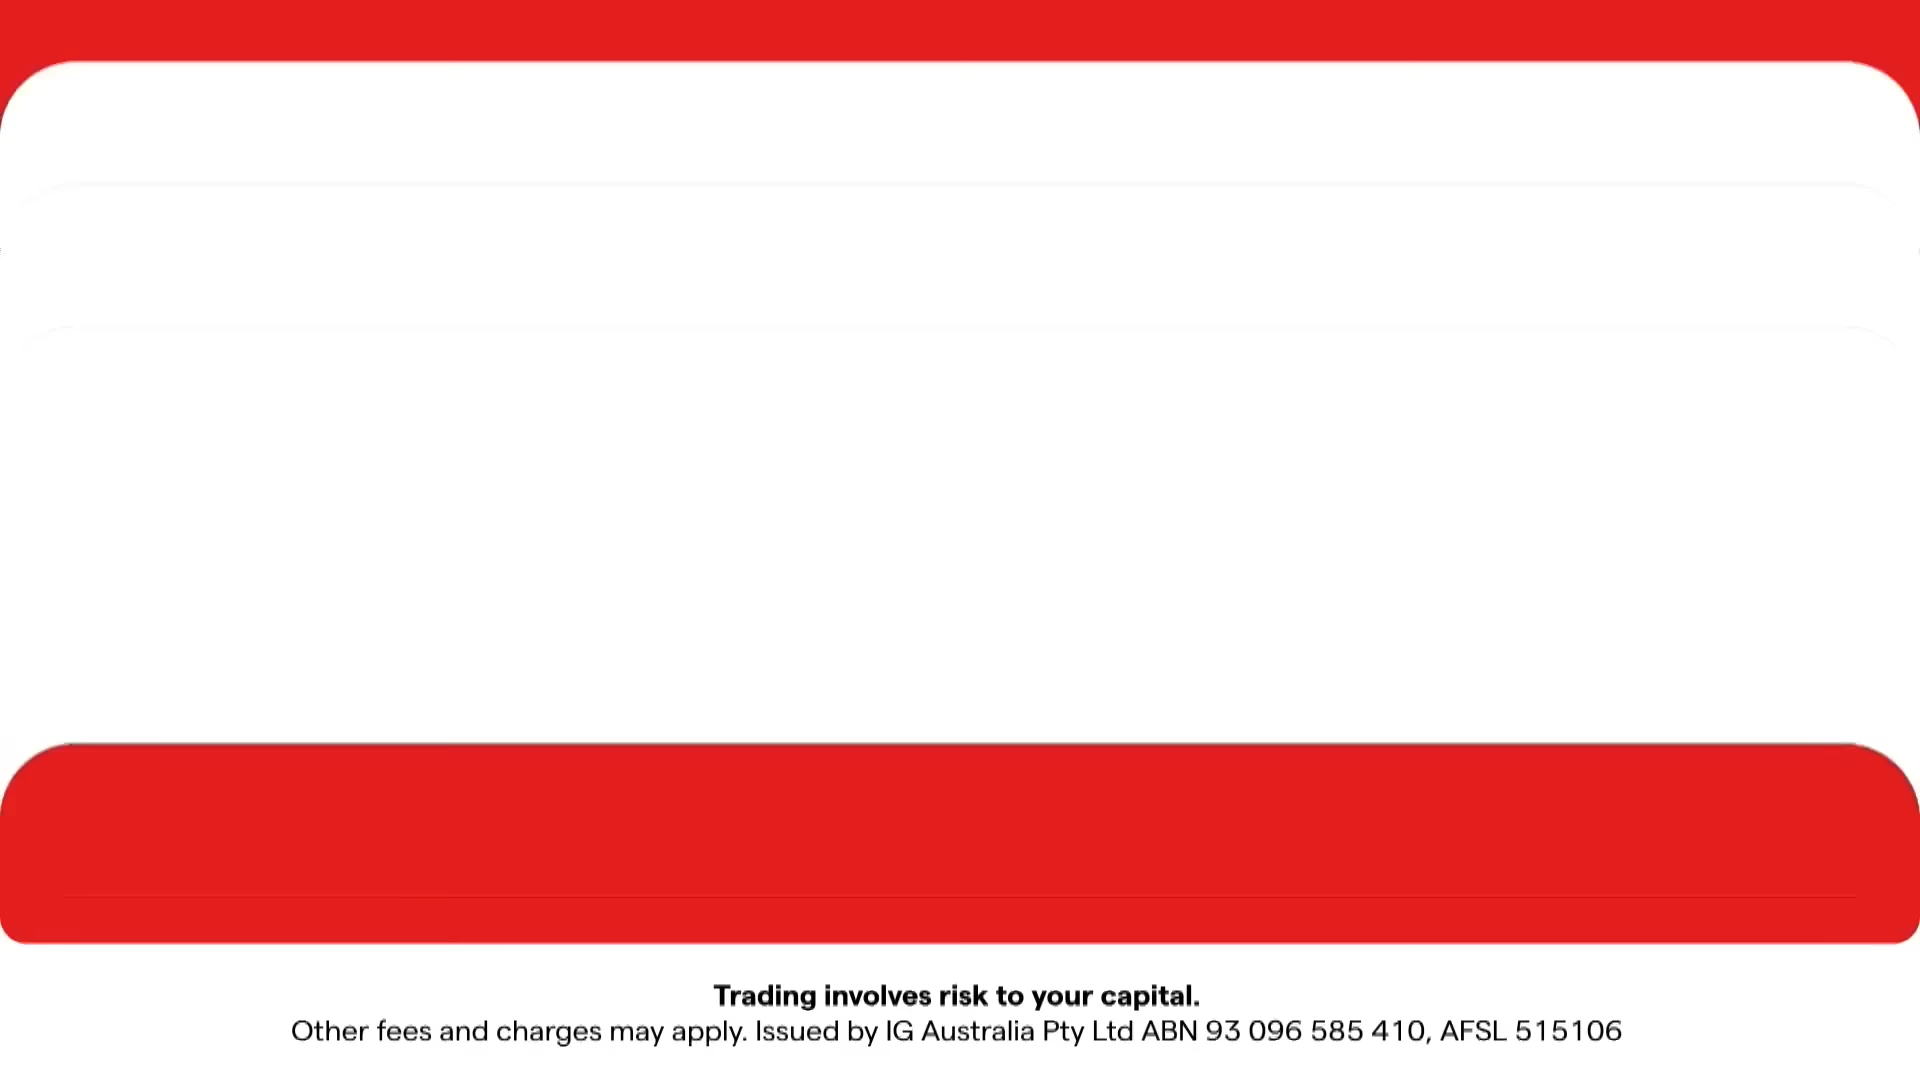 Trading involves risk to your capital.
Other fees and charges may apply. Issued by IG Australia Pty Ltd ABN 93 096 585 410, AFSL 515106